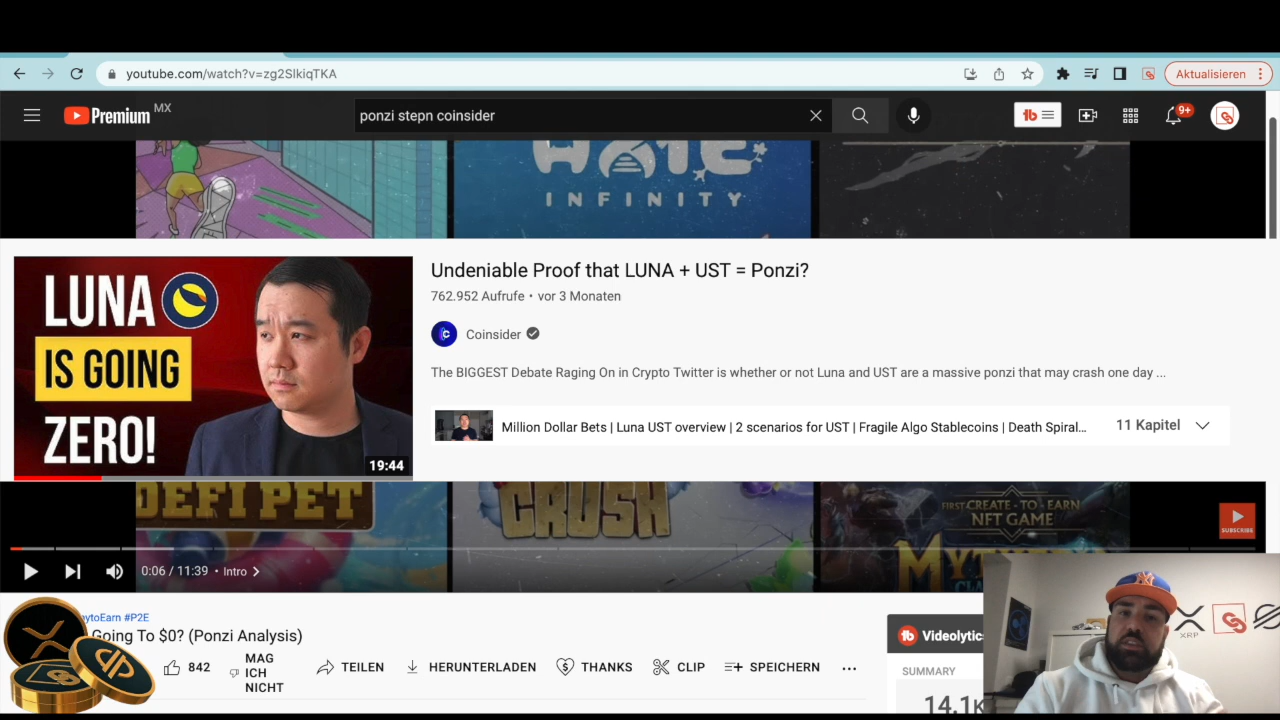 youtube.com/watch?v=zg2SlkiqTKA
Aktualisieren
Premium MX
ponzi stepn coinsider
9+
INFINITY
LUNA
IS GOING
ZERO!
19:44
Undeniable Proof that LUNA + UST = Ponzi?
762.952 Aufrufe • vor 3 Monaten
Coinsider
The BIGGEST Debate Raging On in Crypto Twitter is whether or not Luna and UST are a massive ponzi that may crash one day ...
Million Dollar Bets | Luna UST overview | 2 scenarios for UST | Fragile Algo Stablecoins | Death Spiral...
11 Kapitel
DEFI PET
CRUSH
FIRST CREATE-TO-EARN
NFT GAME
SUBSCRIBE
0:06 / 11:39 • Intro
#P2E
Going To $0? (Ponzi Analysis)
842
MAG
ICH
NICHT
TEILEN
HERUNTERLADEN
THANKS
CLIP
SPEICHERN
...
Videolytics
SUMMARY
14.1K
XRP